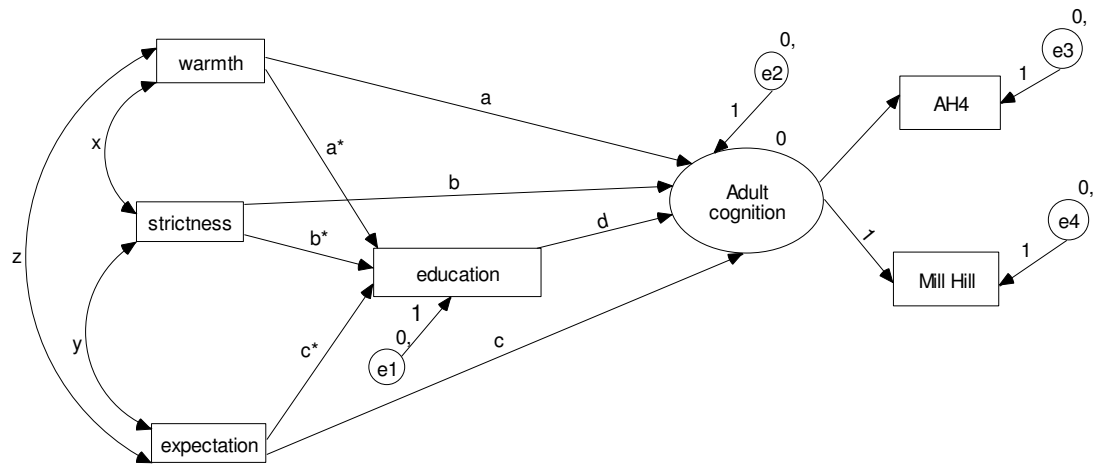 0,
0,
e3
e2
warmth
1
AH4
a
1
0
x
a*
0,
b
Adult
cognition
strictness
e4
d
b*
1
1
z
education
Mill Hill
1
0,
y
c*
c
e1
expectation